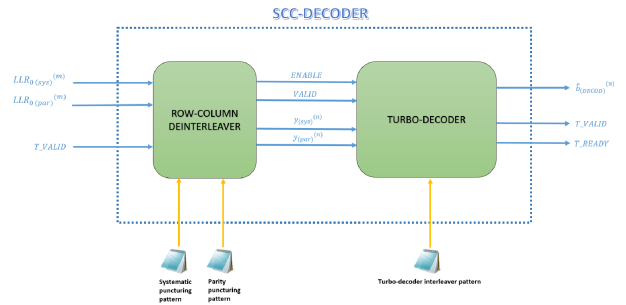 SCC-DECODER
LLR0 (sys)(m)
LLR0 (par)(m)
T_VALID
ROW-COLUMN
DEINTERLEAVER
ENABLE
VALID
y(sys)(n)
y(par)(n)
TURBO-DECODER
b̂(DECOD)(n)
T_VALID
T_READY
Systematic
puncturing
pattern
Parity
puncturing
pattern
Turbo-decoder interleaver pattern